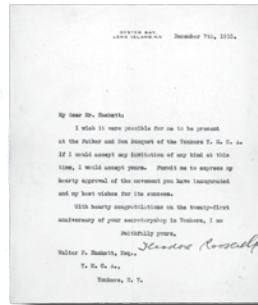 OYSTER BAY,
LONG ISLAND, N.Y.
December 7th, 1915.
My dear Mr. Hackett:
I wish it were possible for me to be present
at the Father and Son Banquet of the Yonkers Y. M. C. A.
If I could accept any invitation of any kind at this
time, I would accept yours. Permit me to express my
hearty approval of the movement you have inaugurated
and my best wishes for its success.
With hearty congratulations on the twenty-first
anniversary of your secretaryship in Yonkers, I am
Faithfully yours,
Theodore Roosevelt
Walter P. Hackett, Esq.,
Y. M. C. A.,
Yonkers, N. Y.